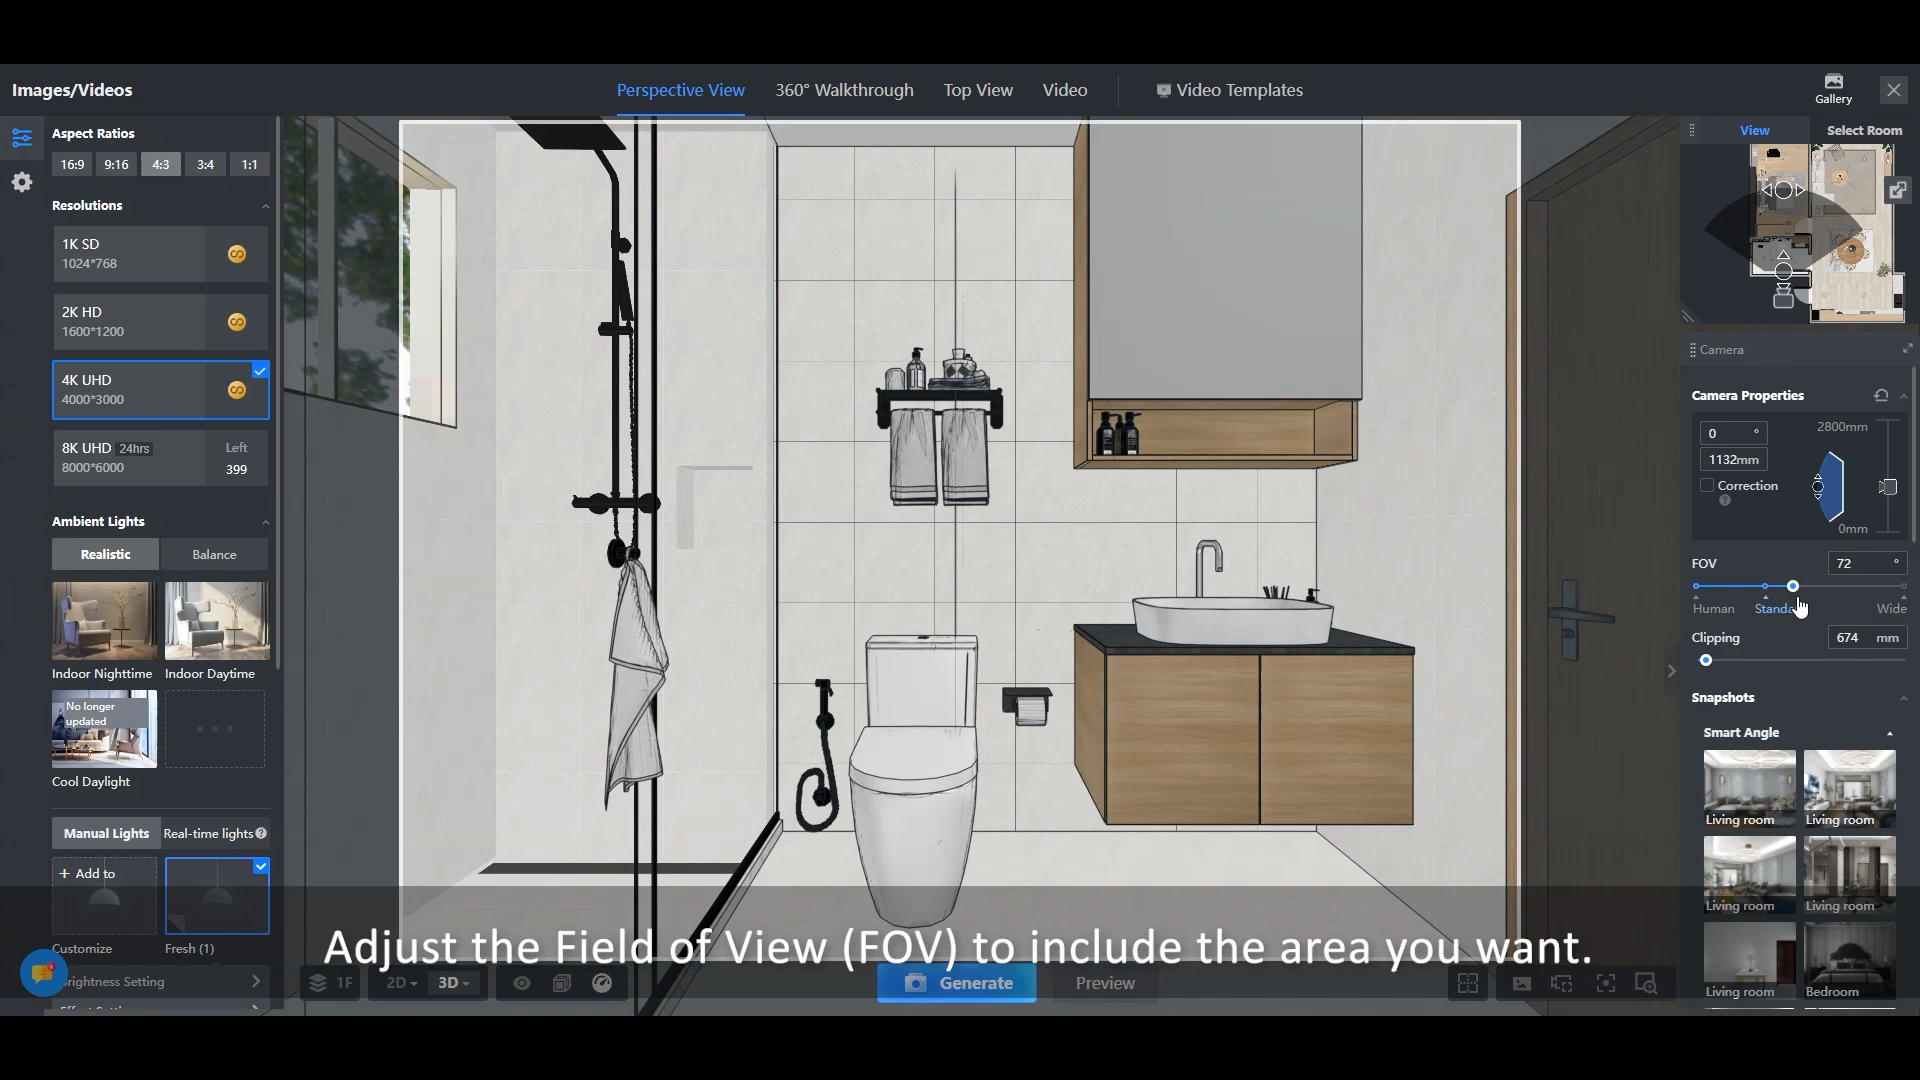 Images/Videos
Perspective View
360° Walkthrough
Top View
Video
Video Templates
Gallery
Aspect Ratios
16:9
9:16
4:3
3:4
1:1
Resolutions
1K SD
1024*768
2K HD
1600*1200
4K UHD
4000*3000
8K UHD 24hrs
8000*6000
Left
399
Ambient Lights
Realistic
Balance
Indoor Nighttime
Indoor Daytime
No longer
updated
Cool Daylight
Manual Lights
Real-time lights
+ Add to
Customize
Fresh (1)
rightness Setting
View
Select Room
Camera
Camera Properties
0 °
1132mm
Correction
2800mm
0mm
FOV
72 °
Human
Standa
Wide
Clipping
674 mm
Snapshots
Smart Angle
Living room
Living room
Living room
Living room
Living room
Bedroom
Adjust the Field of View (FOV) to include the area you want.
1F
2D
3D
Generate
Preview